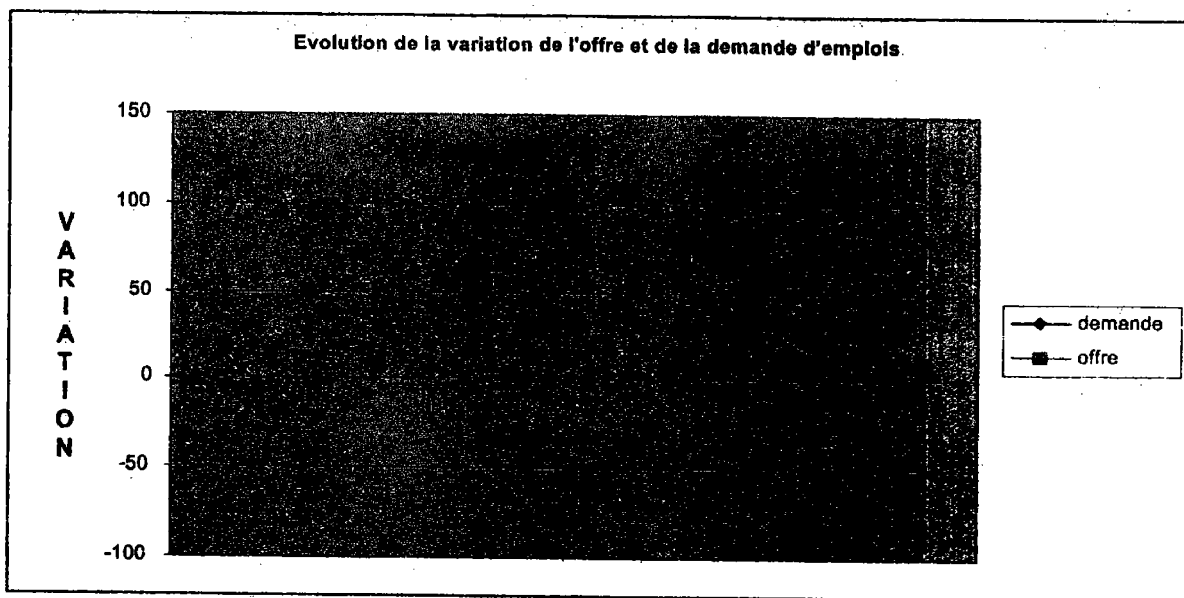 Evolution de la variation de l'offre et de la demande d'emplois
150
100
50
0
-50
-100
VARIATION
demande
offre